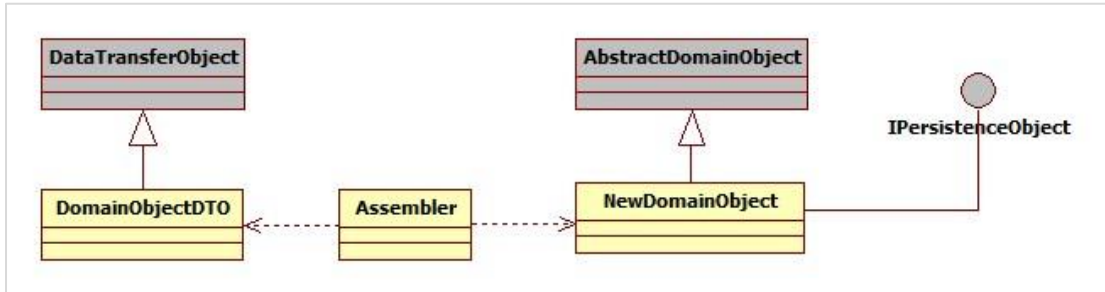 DataTransferObject
AbstractDomainObject
IPersistenceObject
DomainObjectDTO
Assembler
NewDomainObject